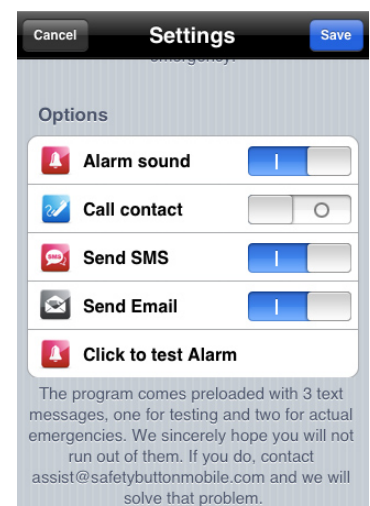 Cancel Settings Save
emergency!
Options
Alarm sound
Call contact
SMS Send SMS
Send Email
Click to test Alarm
The program comes preloaded with 3 text
messages, one for testing and two for actual
emergencies. We sincerely hope you will not
run out of them. If you do, contact
assist@safetybuttonmobile.com and we will
solve that problem.